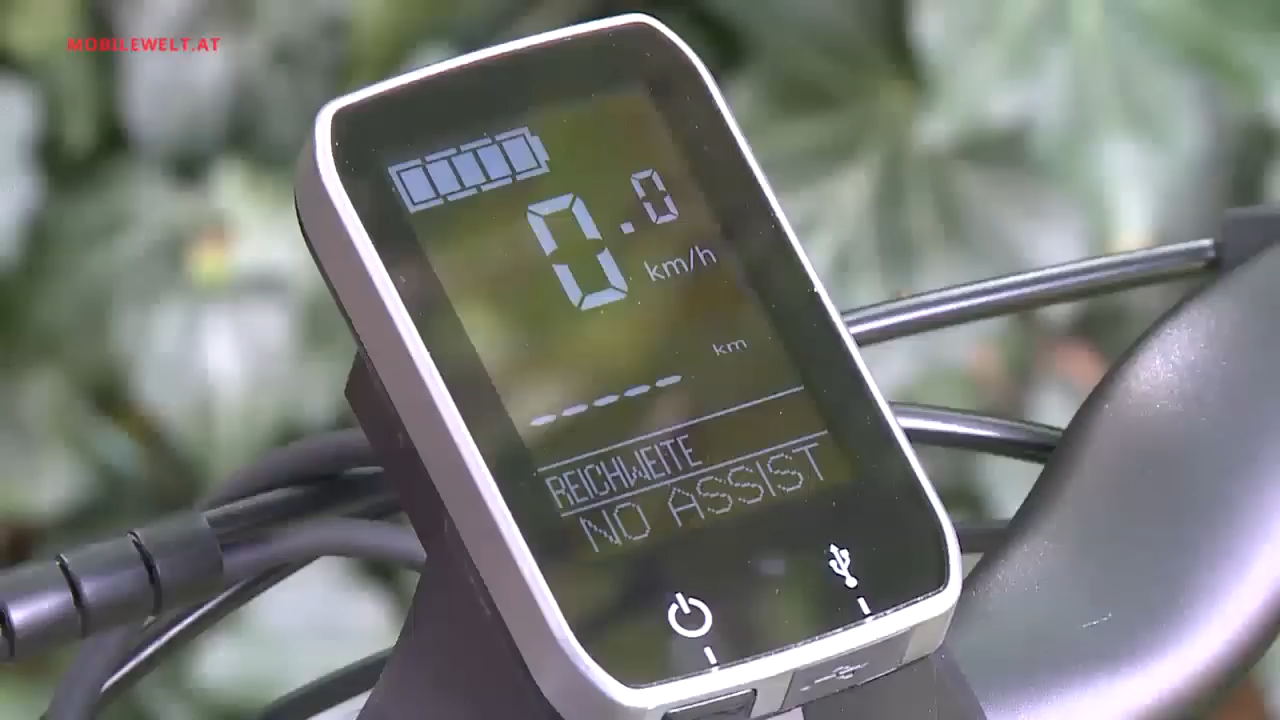 MOBILEWELT.AT
0.0
km/h
km
-----
REICHWEITE
NO ASSIST